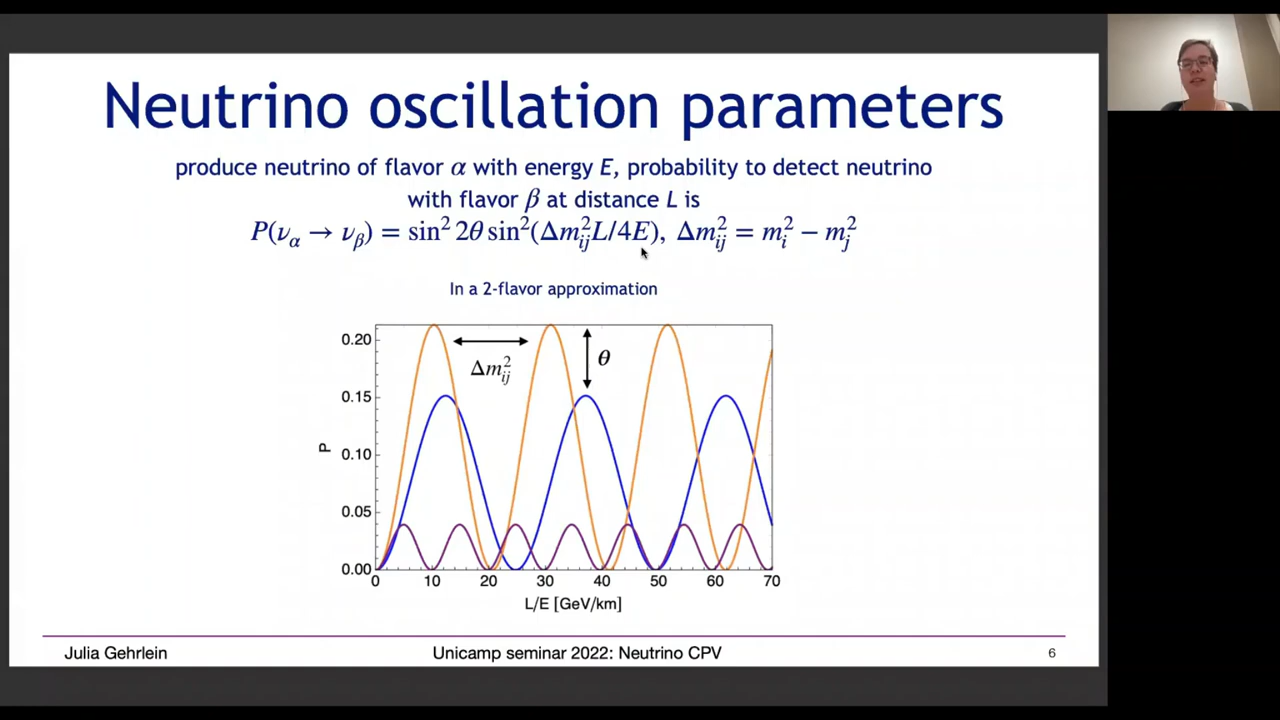 Neutrino oscillation parameters
produce neutrino of flavor α with energy E, probability to detect neutrino
with flavor β at distance L is
P(ν_α → ν_β) = sin² 2θ sin²(Δm²_ij L/4E), Δm²_ij = m²_i − m²_j
In a 2-flavor approximation
Δm²_ij
θ
P
0.20
0.15
0.10
0.05
0.00
0 10 20 30 40 50 60 70
L/E [GeV/km]
Julia Gehrlein Unicamp seminar 2022: Neutrino CPV 6